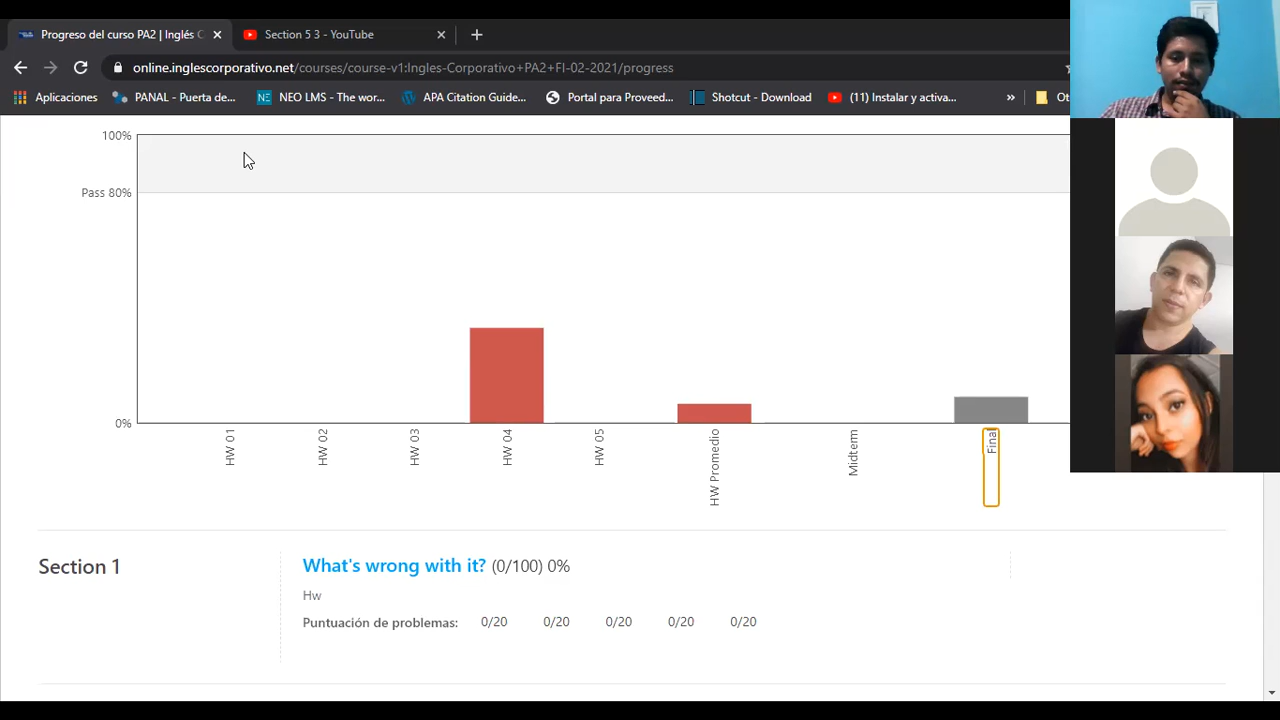 Progreso del curso PA2 | Inglés C
Section 5 3 - YouTube
online.inglescorporativo.net/courses/course-v1:Ingles-Corporativo+PA2+FI-02-2021/progress
Aplicaciones
PANAL - Puerta de...
NE
NEO LMS - The we...
APA Citation Guide...
Portal para Proveed...
Shotcut - Download
(11) Instalar y activa...
»
Ot
100%
Pass 80%
0%
HW 01
HW 02
HW 03
HW 04
HW 05
HW Promedio
Midterm
Final
Section 1
What's wrong with it? (0/100) 0%
Hw
Puntuación de problemas: 0/20 0/20 0/20 0/20 0/20